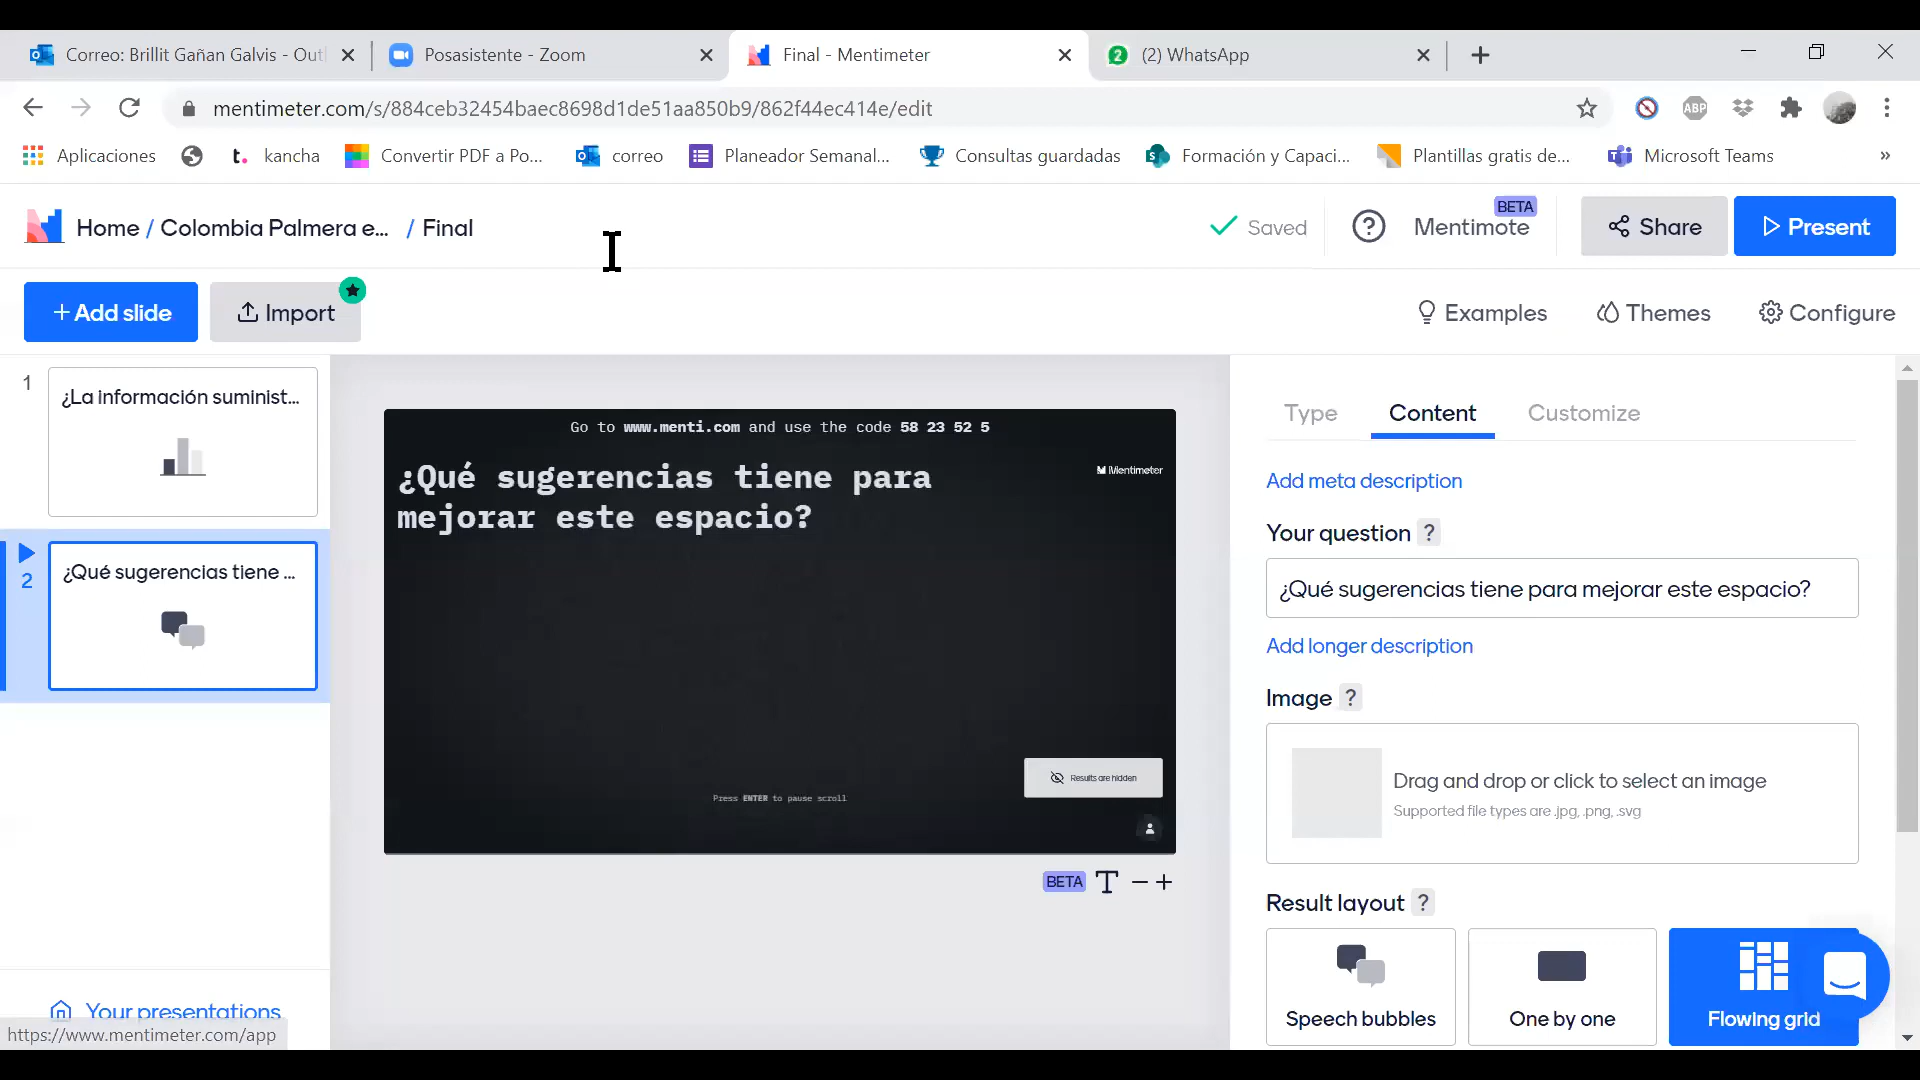 Correo: Brillit Gañan Galvis - Outl
Posasistente - Zoom
Final - Mentimeter
2
(2) WhatsApp
mentimeter.com/s/884ceb32454baec8698d1de51aa850b9/862f44ec414e/edit
ABP
Aplicaciones
t.
kancha
Convertir PDF a Po...
correo
Planeador Semanal...
Consultas guardadas
Formación y Capaci...
Plantillas gratis de...
Microsoft Teams
»
Home / Colombia Palmera e... / Final
Saved
Mentimote
BETA
Share
Present
+ Add slide
Import
Examples
Themes
Configure
1
¿La información suminist...
2
¿Qué sugerencias tiene ...
Your presentations
https://www.mentimeter.com/app
Go to www.menti.com and use the code 58 23 52 5
¿Qué sugerencias tiene para
mejorar este espacio?
Mentimeter
Results are hidden
Press ENTER to pause scroll
BETA T − +
Type
Content
Customize
Add meta description
Your question ?
¿Qué sugerencias tiene para mejorar este espacio?
Add longer description
Image ?
Drag and drop or click to select an image
Supported file types are .jpg, .png, .svg
Result layout ?
Speech bubbles
One by one
Flowing grid